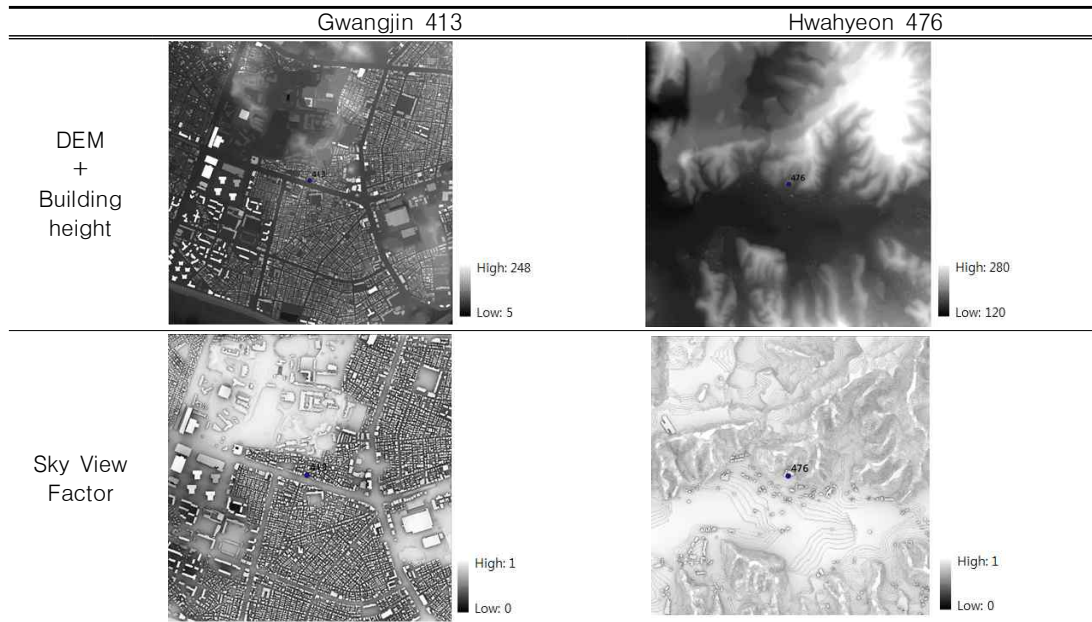 Gwangjin 413
Hwahyeon 476
DEM
+
Building
height
413
High: 248
Low: 5
476
High: 280
Low: 120
Sky View
Factor
413
High: 1
Low: 0
476
High: 1
Low: 0